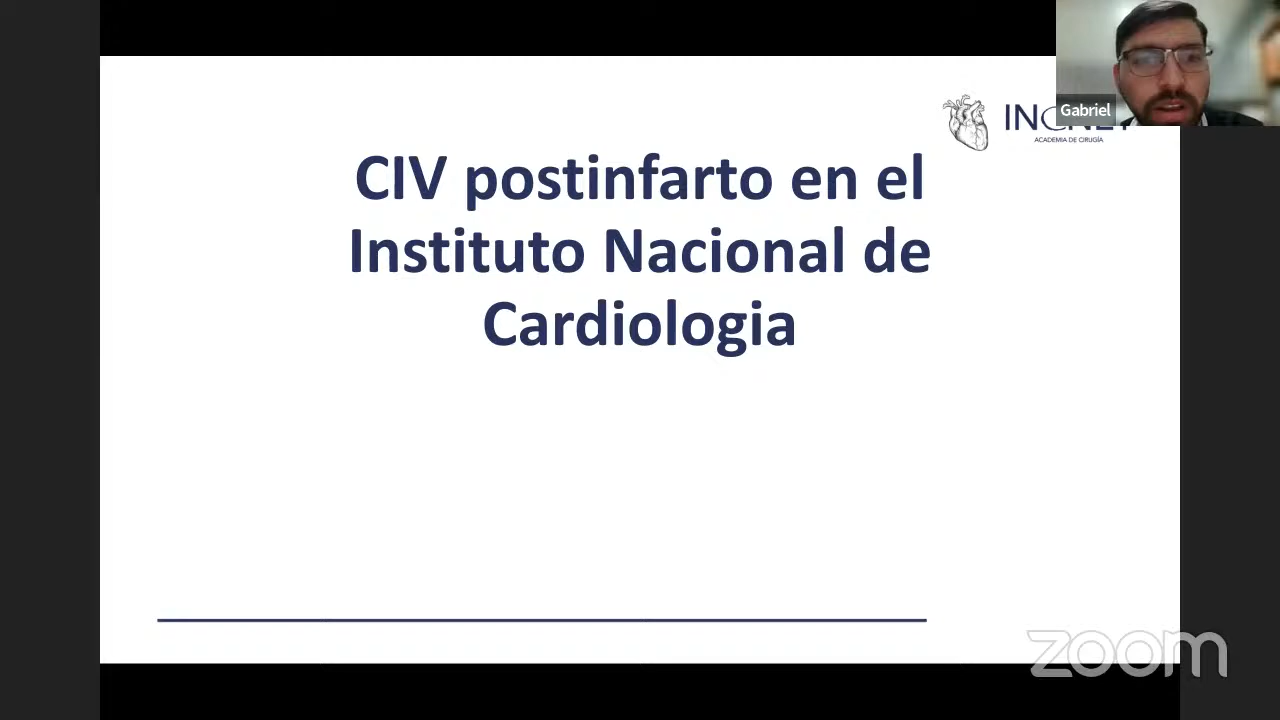 CIV postinfarto en el
Instituto Nacional de
Cardiologia
ACADEMIA DE CIRUGÍA
Gabriel
zoom